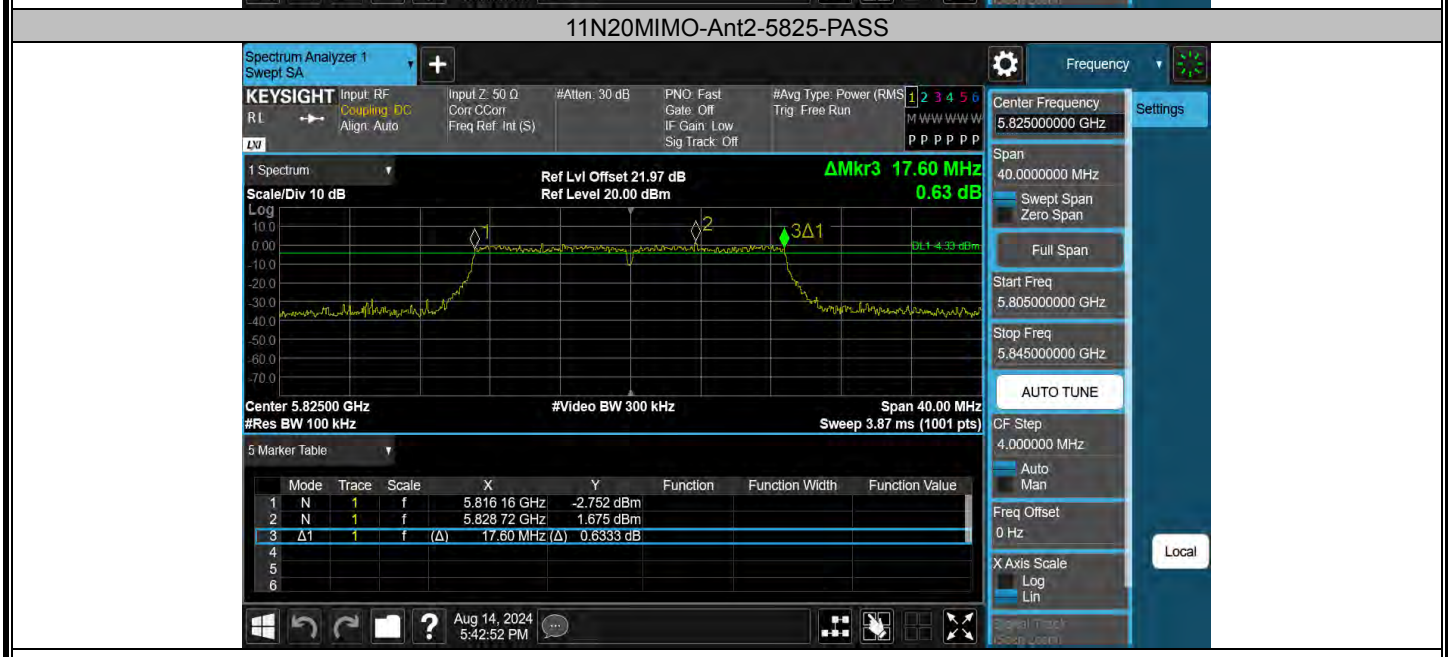 11N20MIMO-Ant2-5825-PASS
Spectrum Analyzer 1
Swept SA
Frequency
KEYSIGHT
RL
LXI
Input: RF
Coupling: DC
Align: Auto
Input Z: 50 Ω
Corr CCorr
Freq Ref: Int (S)
#Atten: 30 dB
PNO: Fast
Gate: Off
IF Gain: Low
Sig Track: Off
#Avg Type: Power (RMS
Trig: Free Run
1 2 3 4 5 6
M W W W W W
P P P P P P
Center Frequency
5.825000000 GHz
Settings
1 Spectrum
Scale/Div 10 dB
Ref Lvl Offset 21.97 dB
Ref Level 20.00 dBm
ΔMkr3 17.60 MHz
0.63 dB
Span
40.0000000 MHz
Swept Span
Zero Span
Log
10.0
0.00
-10.0
-20.0
-30.0
-40.0
-50.0
-60.0
-70.0
1
2
3Δ1
DL1 -4.33 dBm
Full Span
Start Freq
5.805000000 GHz
Stop Freq
5.845000000 GHz
AUTO TUNE
Center 5.82500 GHz
#Res BW 100 kHz
#Video BW 300 kHz
Span 40.00 MHz
Sweep 3.87 ms (1001 pts)
CF Step
4.000000 MHz
Auto
Man
5 Marker Table
Mode Trace Scale X Y Function Function Width Function Value
1 N 1 f 5.816 16 GHz -2.752 dBm
2 N 1 f 5.828 72 GHz 1.675 dBm
3 Δ1 1 f (Δ) 17.60 MHz (Δ) 0.6333 dB
4
5
6
Freq Offset
0 Hz
Local
X Axis Scale
Log
Lin
?
Aug 14, 2024
5:42:52 PM
Signal Track
(Span Zoom)